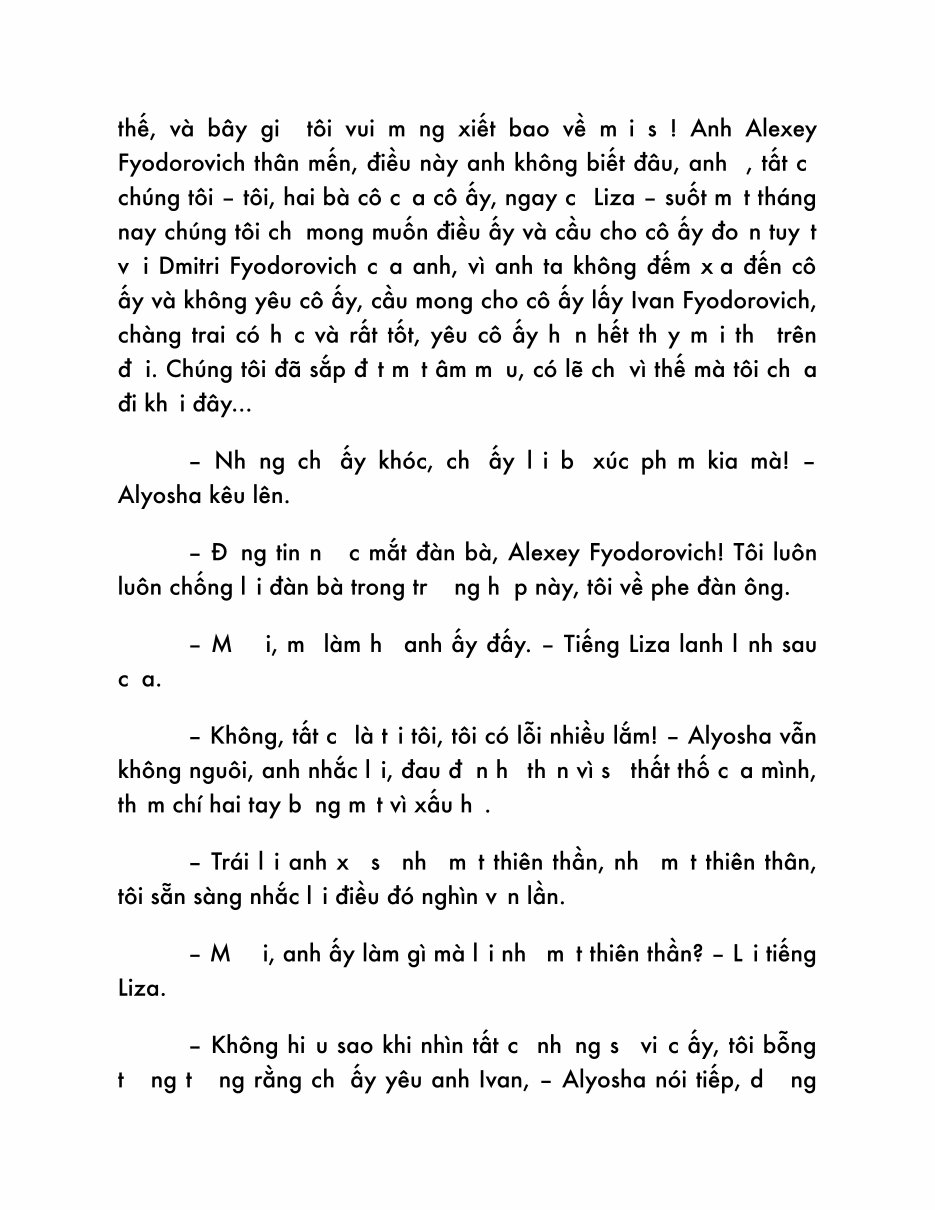 thế, và bây gi  tôi vui m ng xiết bao về m i s ! Anh Alexey
Fyodorovich thân mến, điều này anh không biết đâu, anh  , tất c
chúng tôi – tôi, hai bà cô c a cô ấy, ngay c  Liza – suốt m t tháng
nay chúng tôi ch  mong muốn điều ấy và cầu cho cô ấy đo n tuy t
v i Dmitri Fyodorovich c a anh, vì anh ta không đếm x a đến cô
ấy và không yêu cô ấy, cầu mong cho cô ấy lấy Ivan Fyodorovich,
chàng trai có h c và rất tốt, yêu cô ấy h n hết th y m i th  trên
đ i. Chúng tôi đã sắp đ t m t âm m u, có lẽ ch  vì thế mà tôi ch a
đi kh i đây...
– Nh ng ch  ấy khóc, ch  ấy l i b  xúc ph m kia mà! –
Alyosha kêu lên.
– Đ ng tin n  c mắt đàn bà, Alexey Fyodorovich! Tôi luôn
luôn chống l i đàn bà trong tr  ng h p này, tôi về phe đàn ông.
– M   i, m  làm h  anh ấy đấy. – Tiếng Liza lanh l nh sau
c a.
– Không, tất c  là t i tôi, tôi có lỗi nhiều lắm! – Alyosha vẫn
không nguôi, anh nhắc l i, đau đ n h  th n vì s  thất thố c a mình,
th m chí hai tay b ng m t vì xấu h .
– Trái l i anh x  s  nh  m t thiên thần, nh  m t thiên thân,
tôi sẵn sàng nhắc l i điều đó nghìn v n lần.
– M   i, anh ấy làm gì mà l i nh  m t thiên thần? – L i tiếng
Liza.
– Không hi u sao khi nhìn tất c  nh ng s  vi c ấy, tôi bỗng
t  ng t  ng rằng ch  ấy yêu anh Ivan, – Alyosha nói tiếp, d  ng